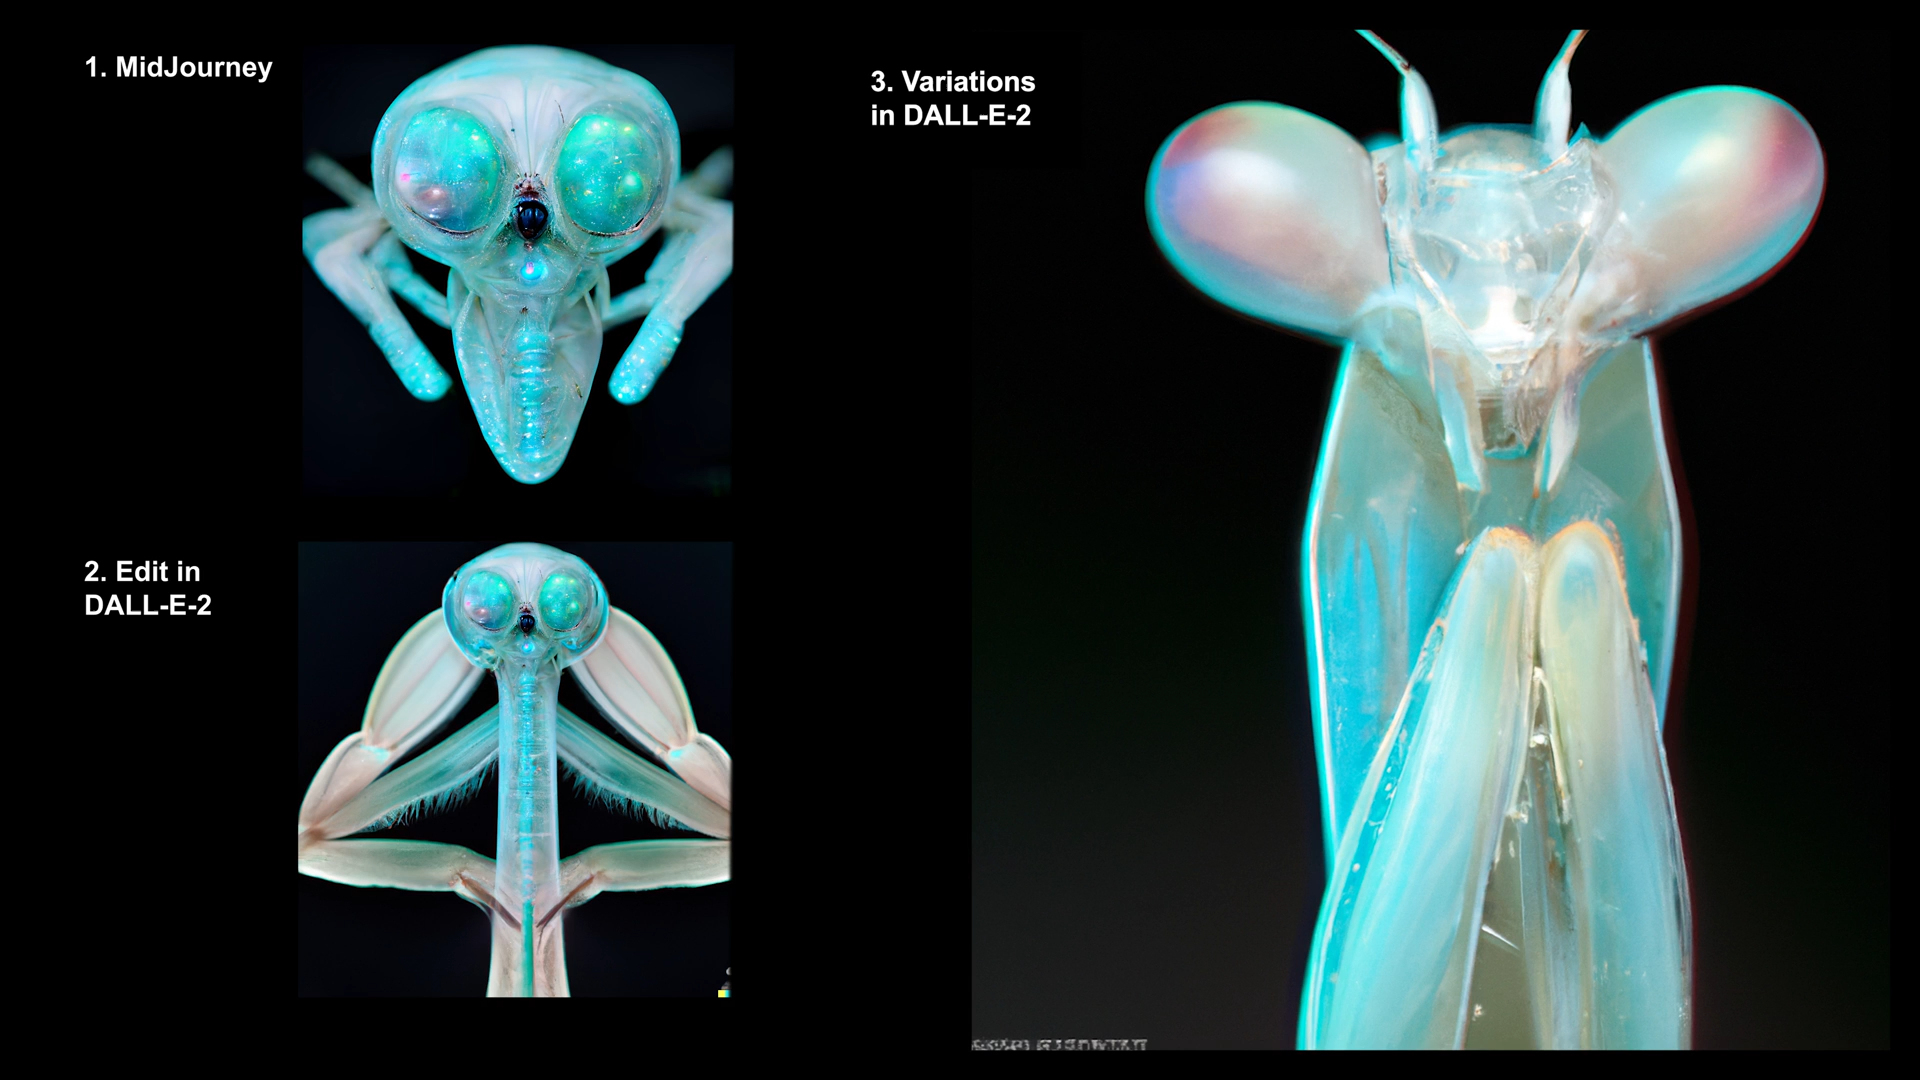 1. MidJourney
2. Edit in
DALL-E-2
3. Variations
in DALL-E-2